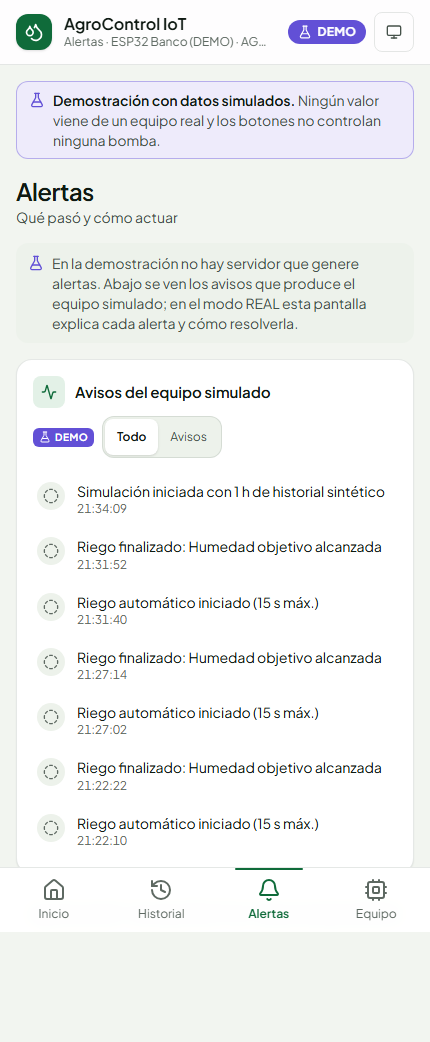 AgroControl IoT
Alertas · ESP32 Banco (DEMO) · AG...
DEMO
Demostración con datos simulados. Ningún valor
viene de un equipo real y los botones no controlan
ninguna bomba.
Alertas
Qué pasó y cómo actuar
En la demostración no hay servidor que genere
alertas. Abajo se ven los avisos que produce el
equipo simulado; en el modo REAL esta pantalla
explica cada alerta y cómo resolverla.
Avisos del equipo simulado
DEMO
Todo
Avisos
Simulación iniciada con 1 h de historial sintético
21:34:09
Riego finalizado: Humedad objetivo alcanzada
21:31:52
Riego automático iniciado (15 s máx.)
21:31:40
Riego finalizado: Humedad objetivo alcanzada
21:27:14
Riego automático iniciado (15 s máx.)
21:27:02
Riego finalizado: Humedad objetivo alcanzada
21:22:22
Riego automático iniciado (15 s máx.)
21:22:10
Inicio
Historial
Alertas
Equipo